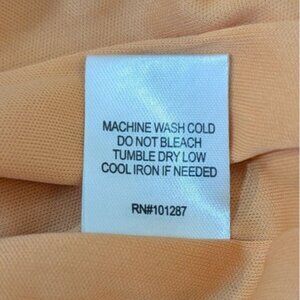 MACHINE WASH COLD
DO NOT BLEACH
TUMBLE DRY LOW
COOL IRON IF NEEDED
RN#101287